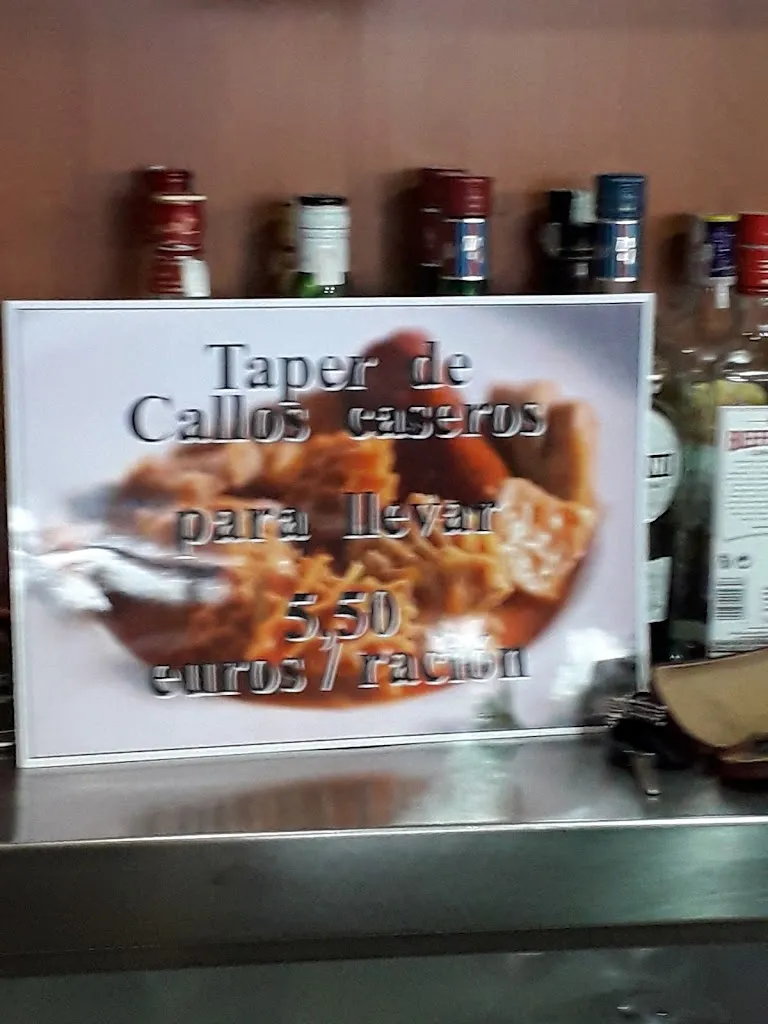 Taper de
Callos caseros
para llevar
5,50
euros / ración